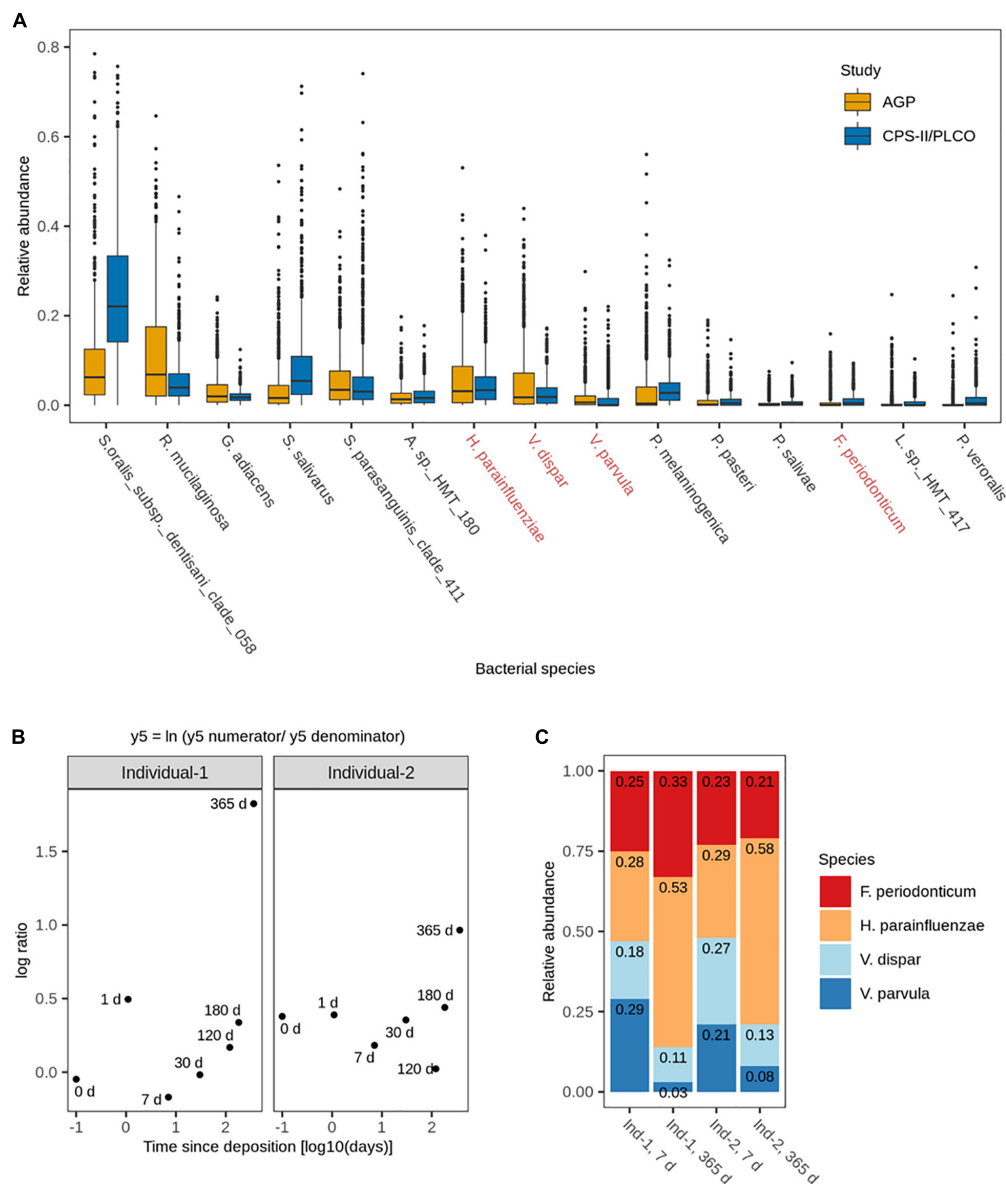 A
Relative abundance
0.8
0.6
0.4
0.2
0.0
Study
AGP
CPS-II/PLCO
S.oralis_subsp._dentisani_clade_058
R. mucilaginosa
G. adiacens
S. salivarus
S. parasanguinis_clade_411
A. sp._HMT_180
H. parainfluenziae
V. dispar
V. parvula
P. melaninogenica
P. pasteri
P. salivae
F. periodonticum
L. sp._HMT_417
P. veroralis
Bacterial species
B
y5 = ln (y5 numerator/ y5 denominator)
Individual-1
Individual-2
log ratio
1.5
1.0
0.5
0.0
365 d
1 d
180 d
120 d
30 d
0 d
7 d
365 d
1 d
180 d
0 d
30 d
7 d
120 d
-1
0
1
2
-1
0
1
2
Time since deposition [log10(days)]
C
Relative abundance
1.00
0.75
0.50
0.25
0.00
0.25
0.28
0.18
0.29
0.33
0.53
0.11
0.03
0.23
0.29
0.27
0.21
0.21
0.58
0.13
0.08
Ind-1, 7 d
Ind-1, 365 d
Ind-2, 7 d
Ind-2, 365 d
Species
F. periodonticum
H. parainfluenzae
V. dispar
V. parvula